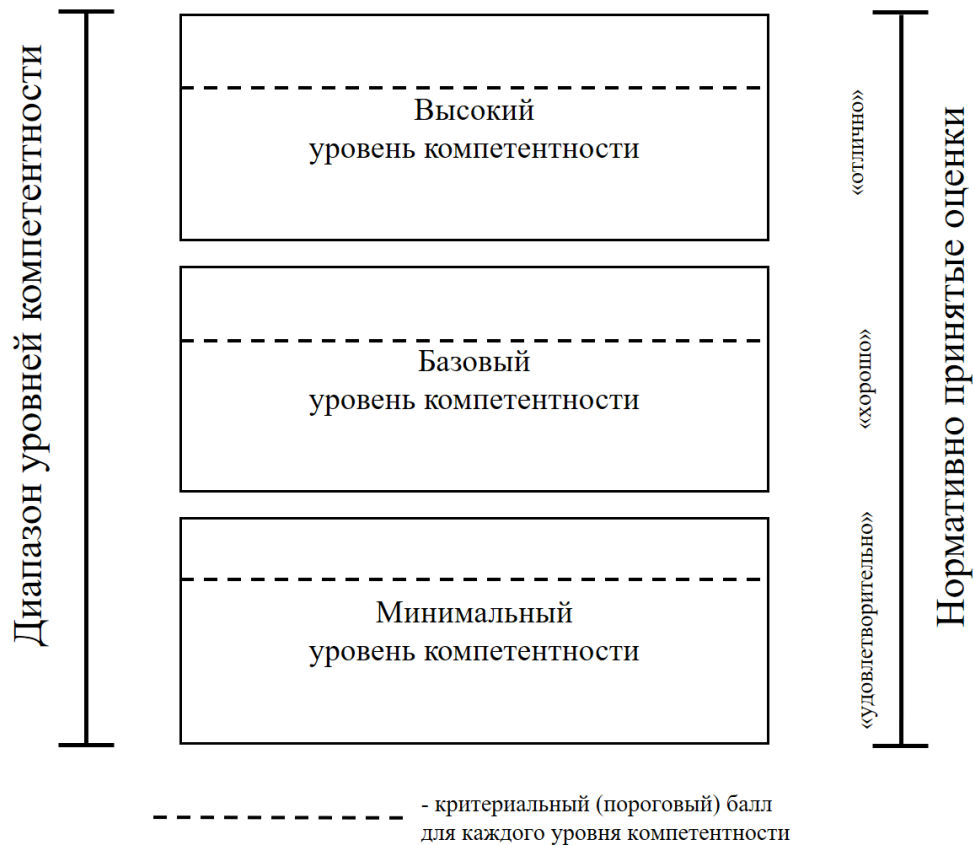 Диапазон уровней компетентности
Высокий
уровень компетентности
«отлично»
Базовый
уровень компетентности
«хорошо»
Минимальный
уровень компетентности
«удовлетворительно»
Нормативно принятые оценки
- критериальный (пороговый) балл
для каждого уровня компетентности